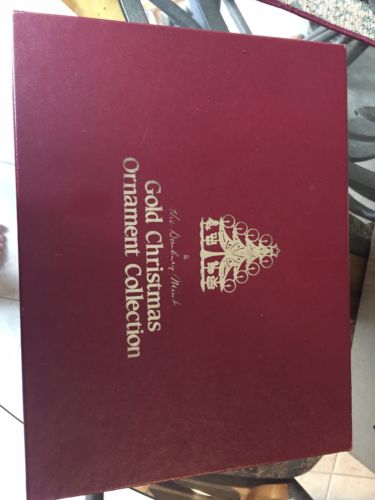 The Danbury Mint
Gold Christmas
Ornament Collection